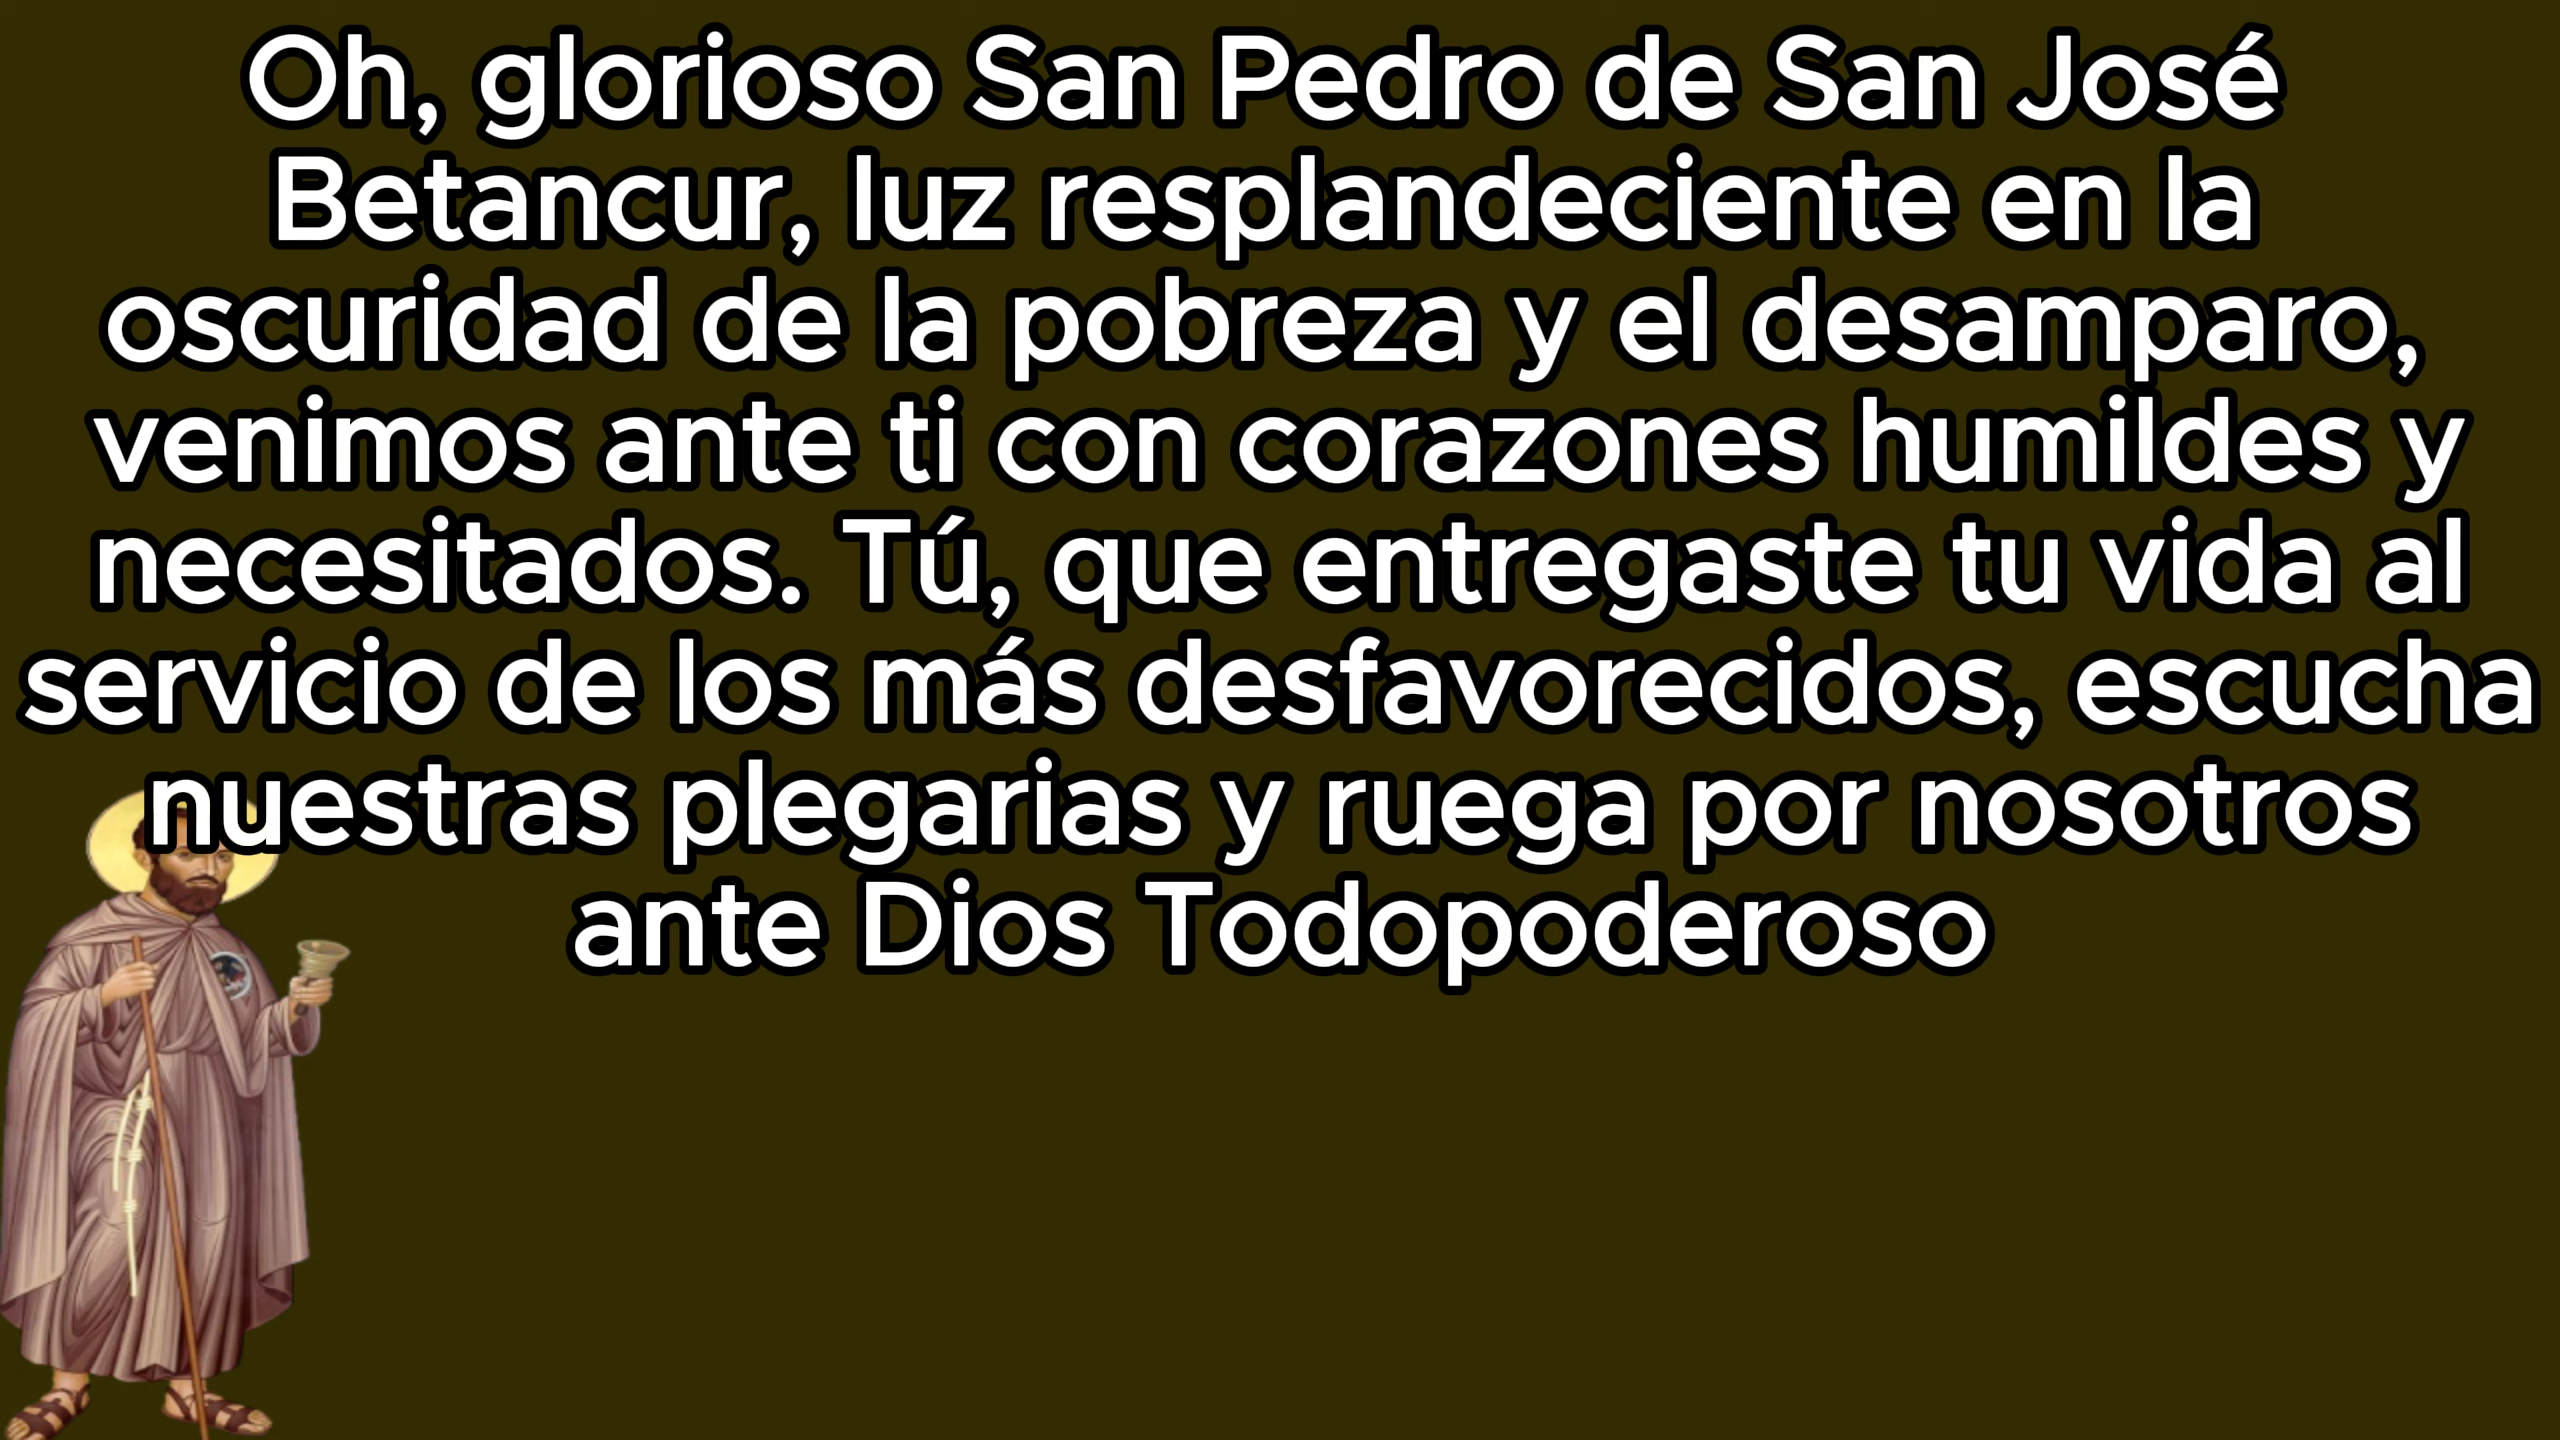 Oh, glorioso San Pedro de San José
Betancur, luz resplandeciente en la
oscuridad de la pobreza y el desamparo,
venimos ante ti con corazones humildes y
necesitados. Tú, que entregaste tu vida al
servicio de los más desfavorecidos, escucha
nuestras plegarias y ruega por nosotros
ante Dios Todopoderoso